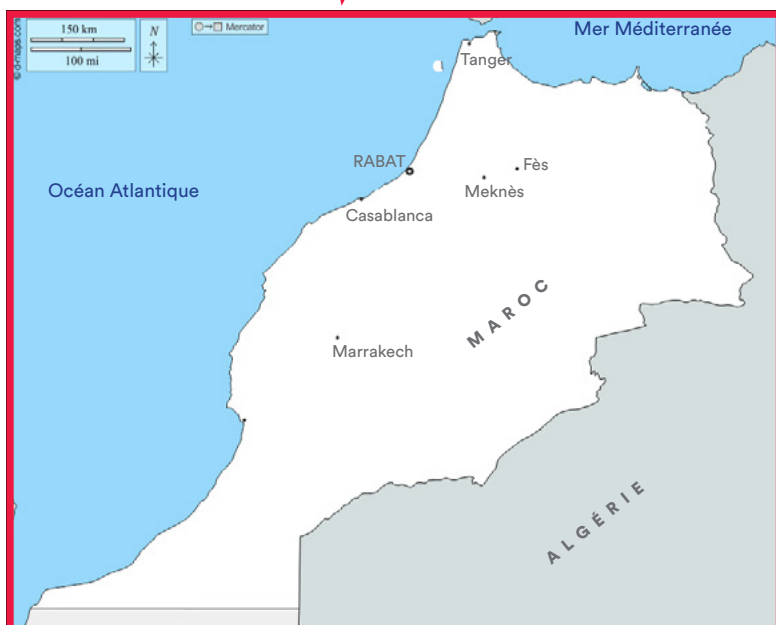 150 km
100 mi
N
Mercator
© d-maps.com
Mer Méditerranée
Tanger
RABAT
Fès
Meknès
Océan Atlantique
Casablanca
MAROC
Marrakech
ALGÉRIE